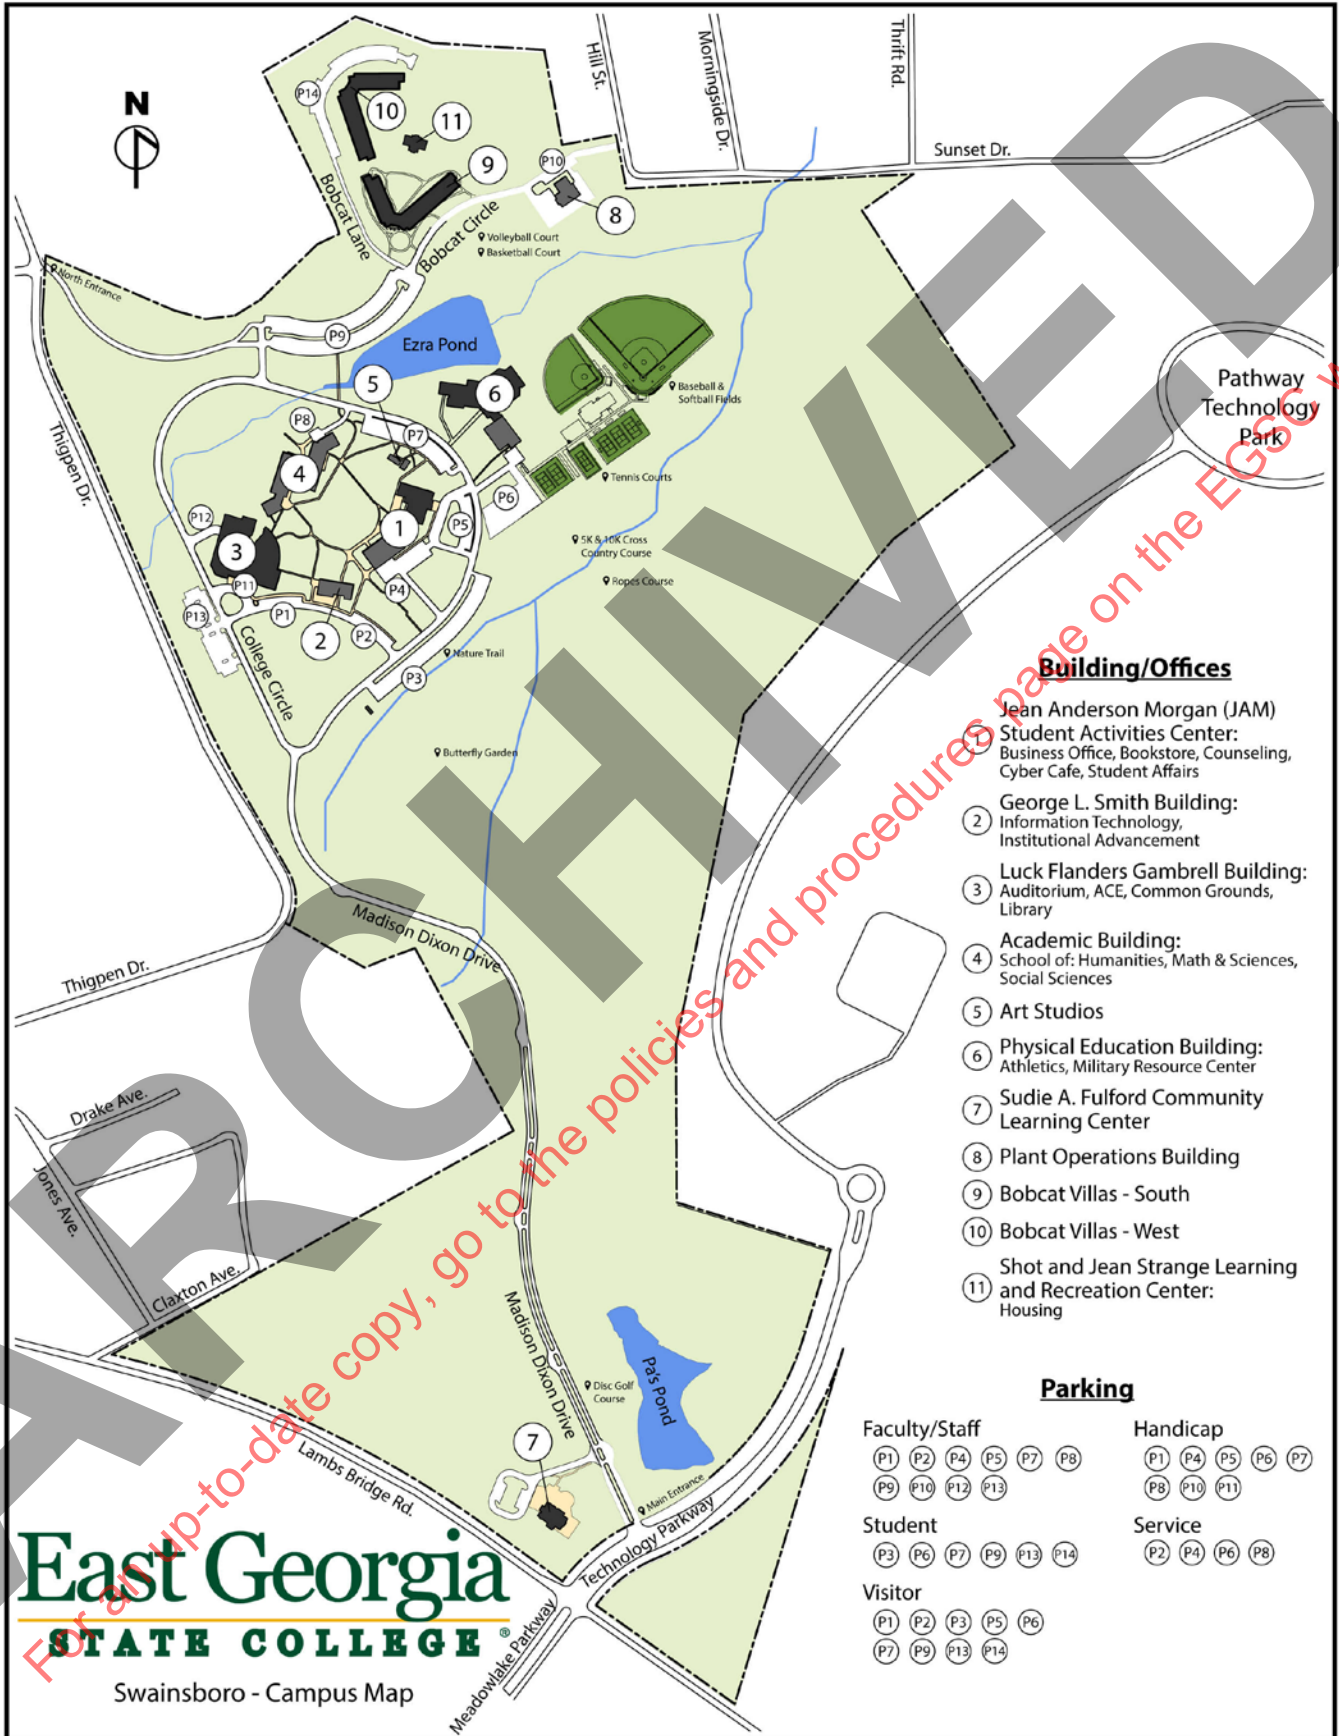 N
Hill St.
Morningside Dr.
Thrift Rd.
Sunset Dr.
P14
10
11
9
P10
8
Bobcat Lane
Bobcat Circle
Volleyball Court
Basketball Court
North Entrance
P9
Ezra Pond
5
6
Baseball &
Softball Fields
Pathway
Technology
Park
P8
P7
4
Thigpen Dr.
Tennis Courts
P6
P12
1
P5
3
5K & 10K Cross
Country Course
Ropes Course
P11
P4
P13
P1
2
P2
College Circle
Nature Trail
P3
Butterfly Garden
Madison Dixon Drive
Thigpen Dr.
Drake Ave.
Jones Ave.
Claxton Ave.
Madison Dixon Drive
Disc Golf
Course
Pa's Pond
7
Lambs Bridge Rd.
Main Entrance
Technology Parkway
Meadowlake Parkway
Building/Offices
1 Jean Anderson Morgan (JAM)
Student Activities Center:
Business Office, Bookstore, Counseling,
Cyber Cafe, Student Affairs
2 George L. Smith Building:
Information Technology,
Institutional Advancement
3 Luck Flanders Gambrell Building:
Auditorium, ACE, Common Grounds,
Library
4 Academic Building:
School of: Humanities, Math & Sciences,
Social Sciences
5 Art Studios
6 Physical Education Building:
Athletics, Military Resource Center
7 Sudie A. Fulford Community
Learning Center
8 Plant Operations Building
9 Bobcat Villas - South
10 Bobcat Villas - West
11 Shot and Jean Strange Learning
and Recreation Center:
Housing
Parking
Faculty/Staff
P1 P2 P4 P5 P7 P8
P9 P10 P12 P13
Handicap
P1 P4 P5 P6 P7
P8 P10 P11
Student
P3 P6 P7 P9 P13 P14
Service
P2 P4 P6 P8
Visitor
P1 P2 P3 P5 P6
P7 P9 P13 P14
East Georgia
STATE COLLEGE®
Swainsboro - Campus Map
ARCHIVED
For an up-to-date copy, go to the policies and procedures page on the EGSC